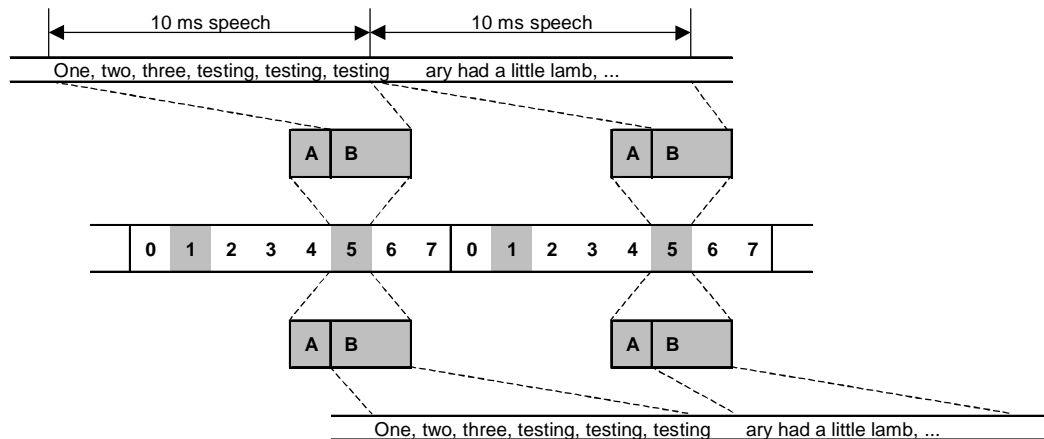 10 ms speech 10 ms speech
One, two, three, testing, testing, testing ary had a little lamb, ...
A B A B
0 1 2 3 4 5 6 7 0 1 2 3 4 5 6 7
A B A B
One, two, three, testing, testing, testing ary had a little lamb, ...